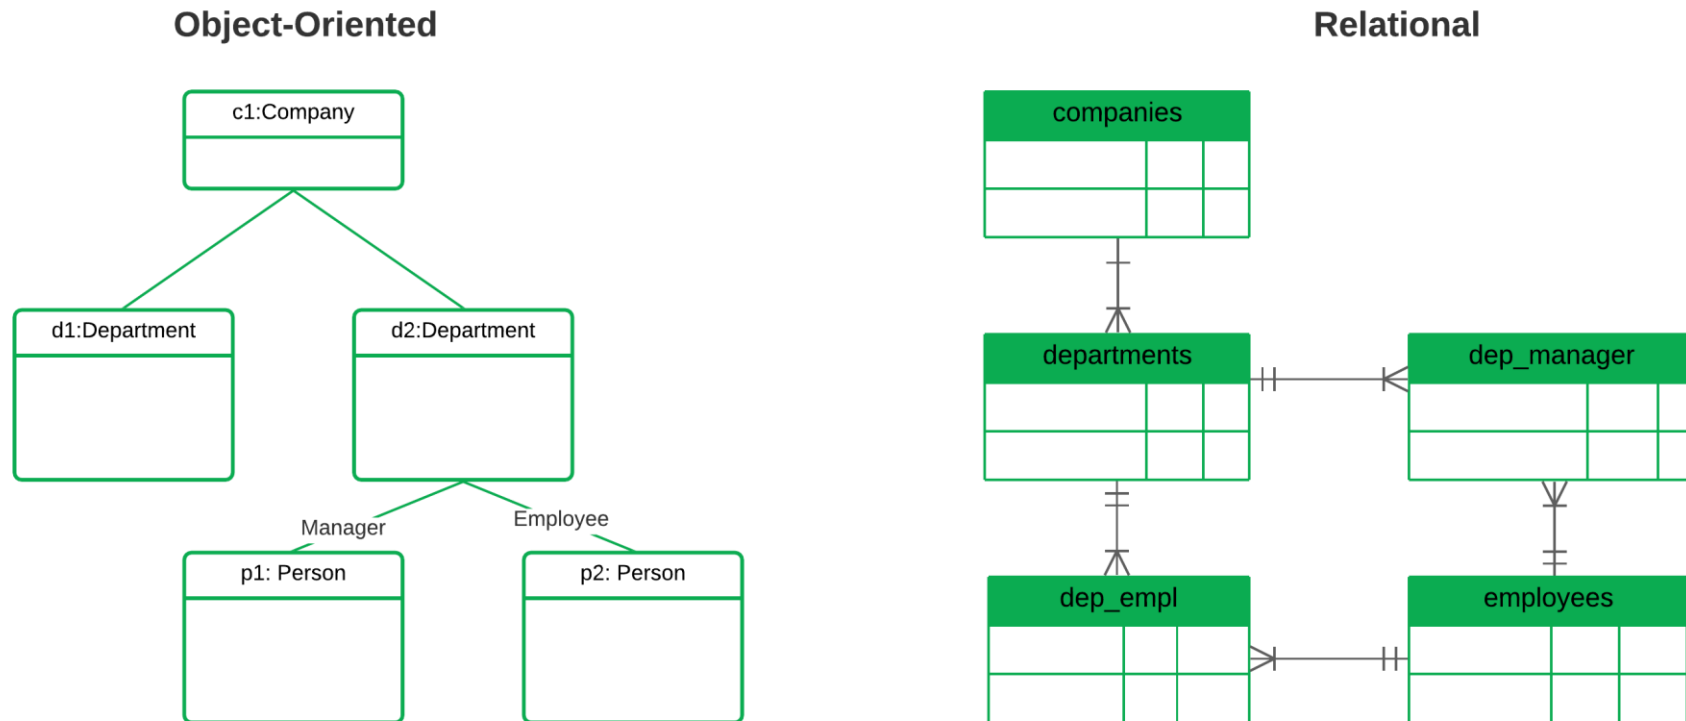 Object-Oriented
Relational
c1:Company
companies
d1:Department
d2:Department
departments
dep_manager
Manager
Employee
p1: Person
p2: Person
dep_empl
employees